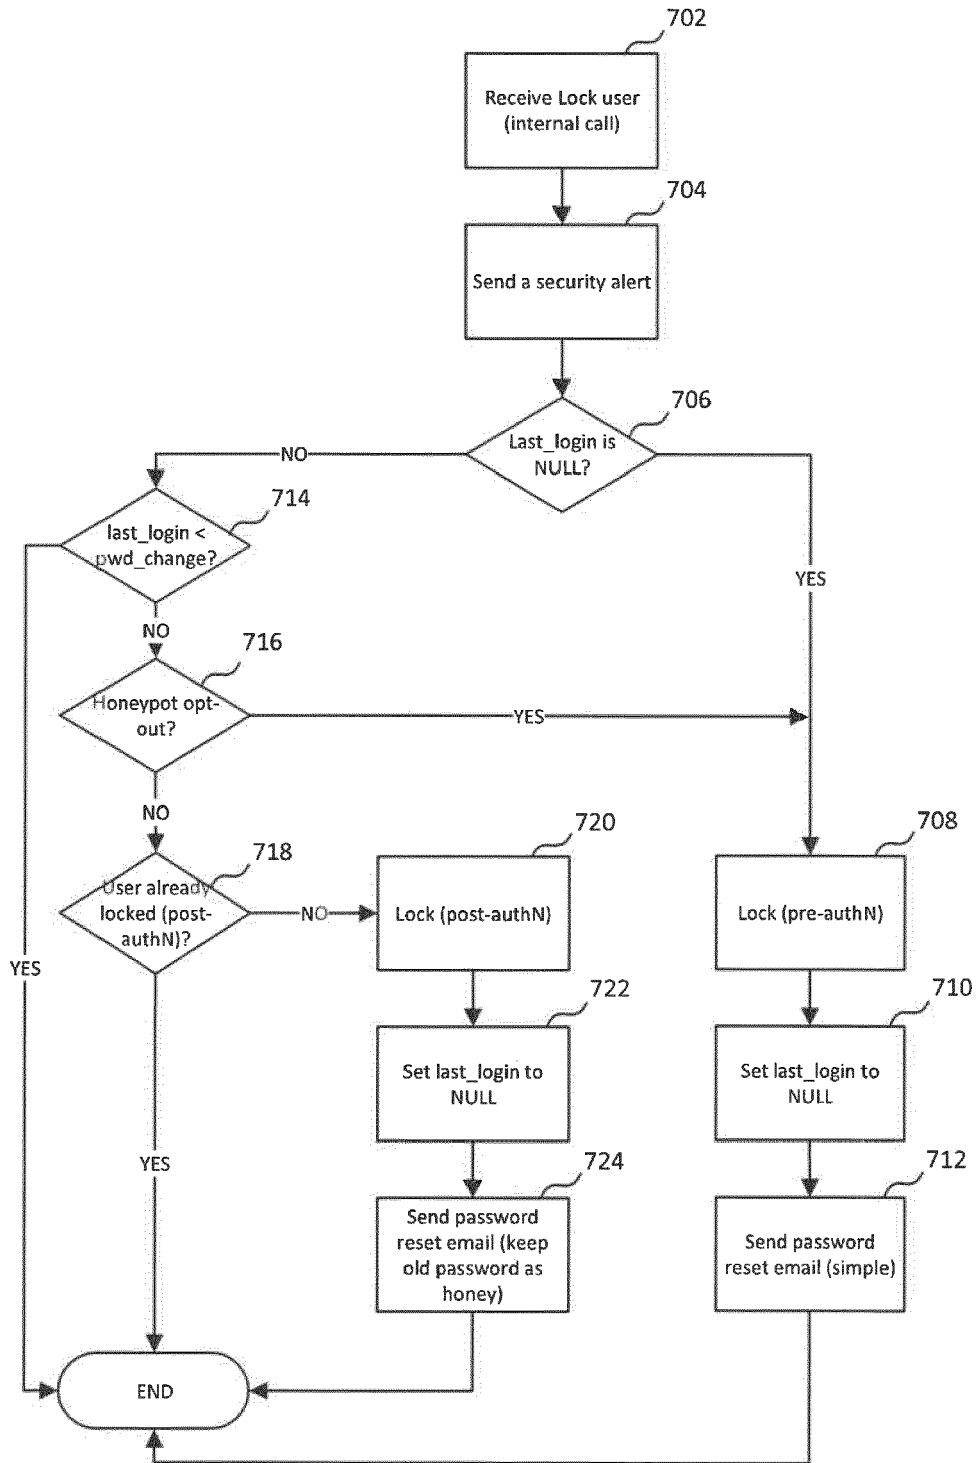 702
Receive Lock user
(internal call)
704
Send a security alert
706
Last_login is
NULL?
NO
714
last_login <
pwd_change?
YES
NO
716
Honeypot opt-
out?
YES
NO
718
User already
locked (post-
authN)?
NO
720
Lock (post-authN)
708
Lock (pre-authN)
YES
722
Set last_login to
NULL
710
Set last_login to
NULL
YES
724
Send password
reset email (keep
old password as
honey)
712
Send password
reset email (simple)
END